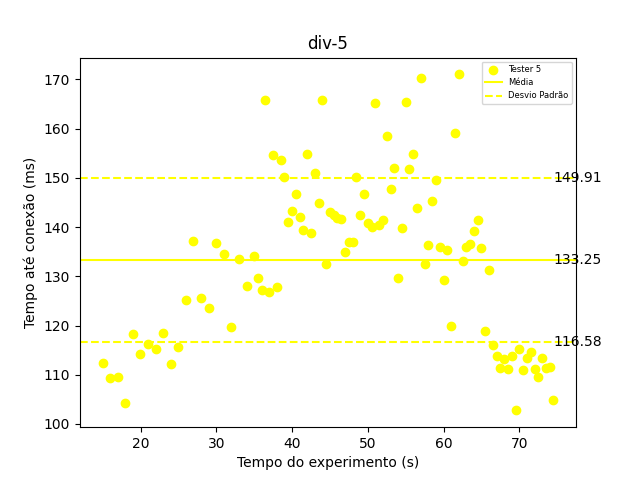 div-5
Tester 5
Média
Desvio Padrão
170
160
150
140
130
120
110
100
149.91
133.25
116.58
Tempo até conexão (ms)
20 30 40 50 60 70
Tempo do experimento (s)